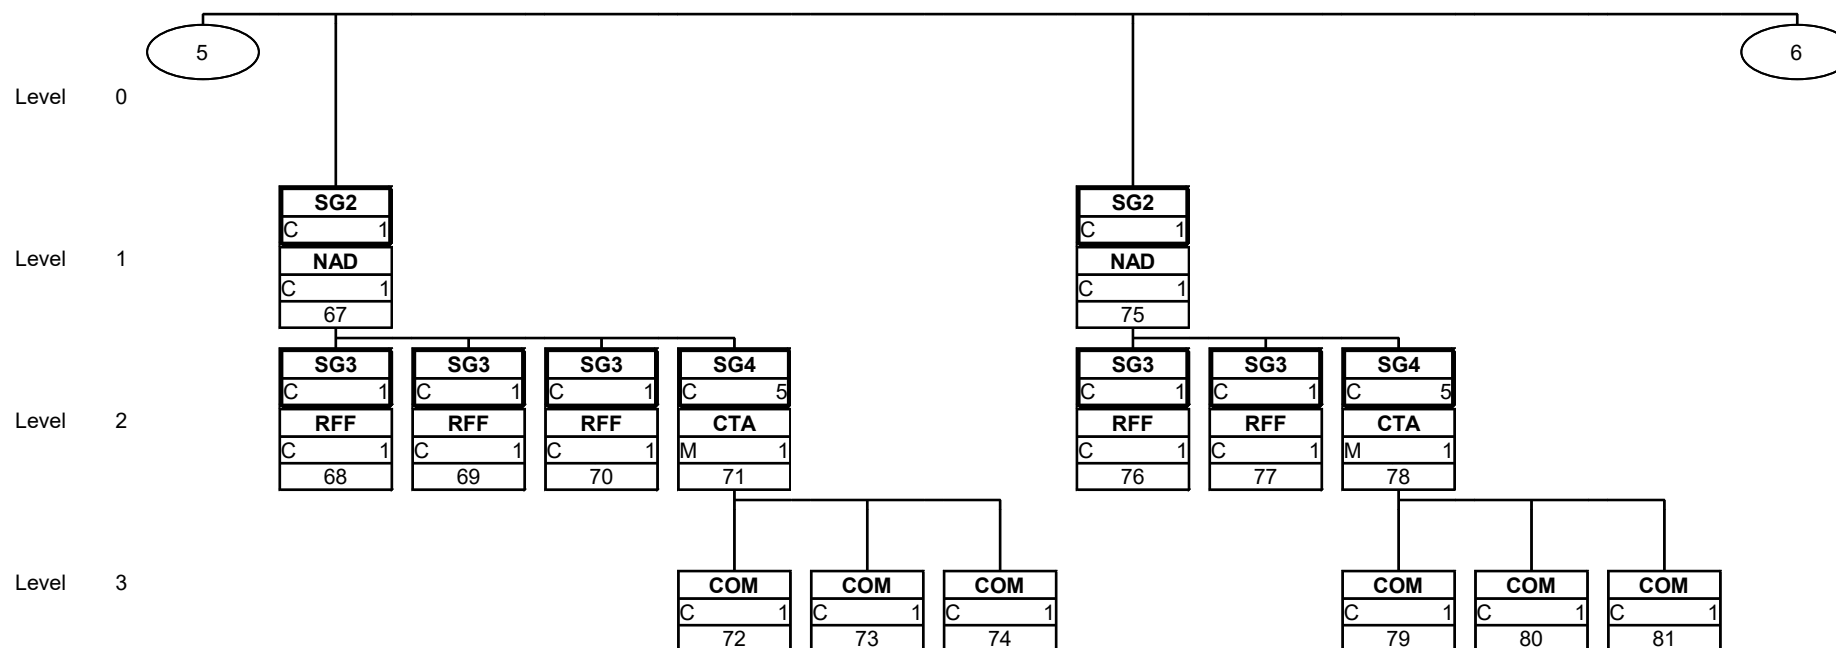 5 6
Level 0
SG2 SG2
C 1 C 1
Level 1
NAD NAD
C 1 C 1
67 75
SG3 SG3 SG3 SG4 SG3 SG3 SG4
C 1 C 1 C 1 C 5 C 1 C 1 C 5
Level 2
RFF RFF RFF CTA RFF RFF CTA
C 1 C 1 C 1 M 1 C 1 C 1 M 1
68 69 70 71 76 77 78
Level 3
COM COM COM COM COM COM
C 1 C 1 C 1 C 1 C 1 C 1
72 73 74 79 80 81